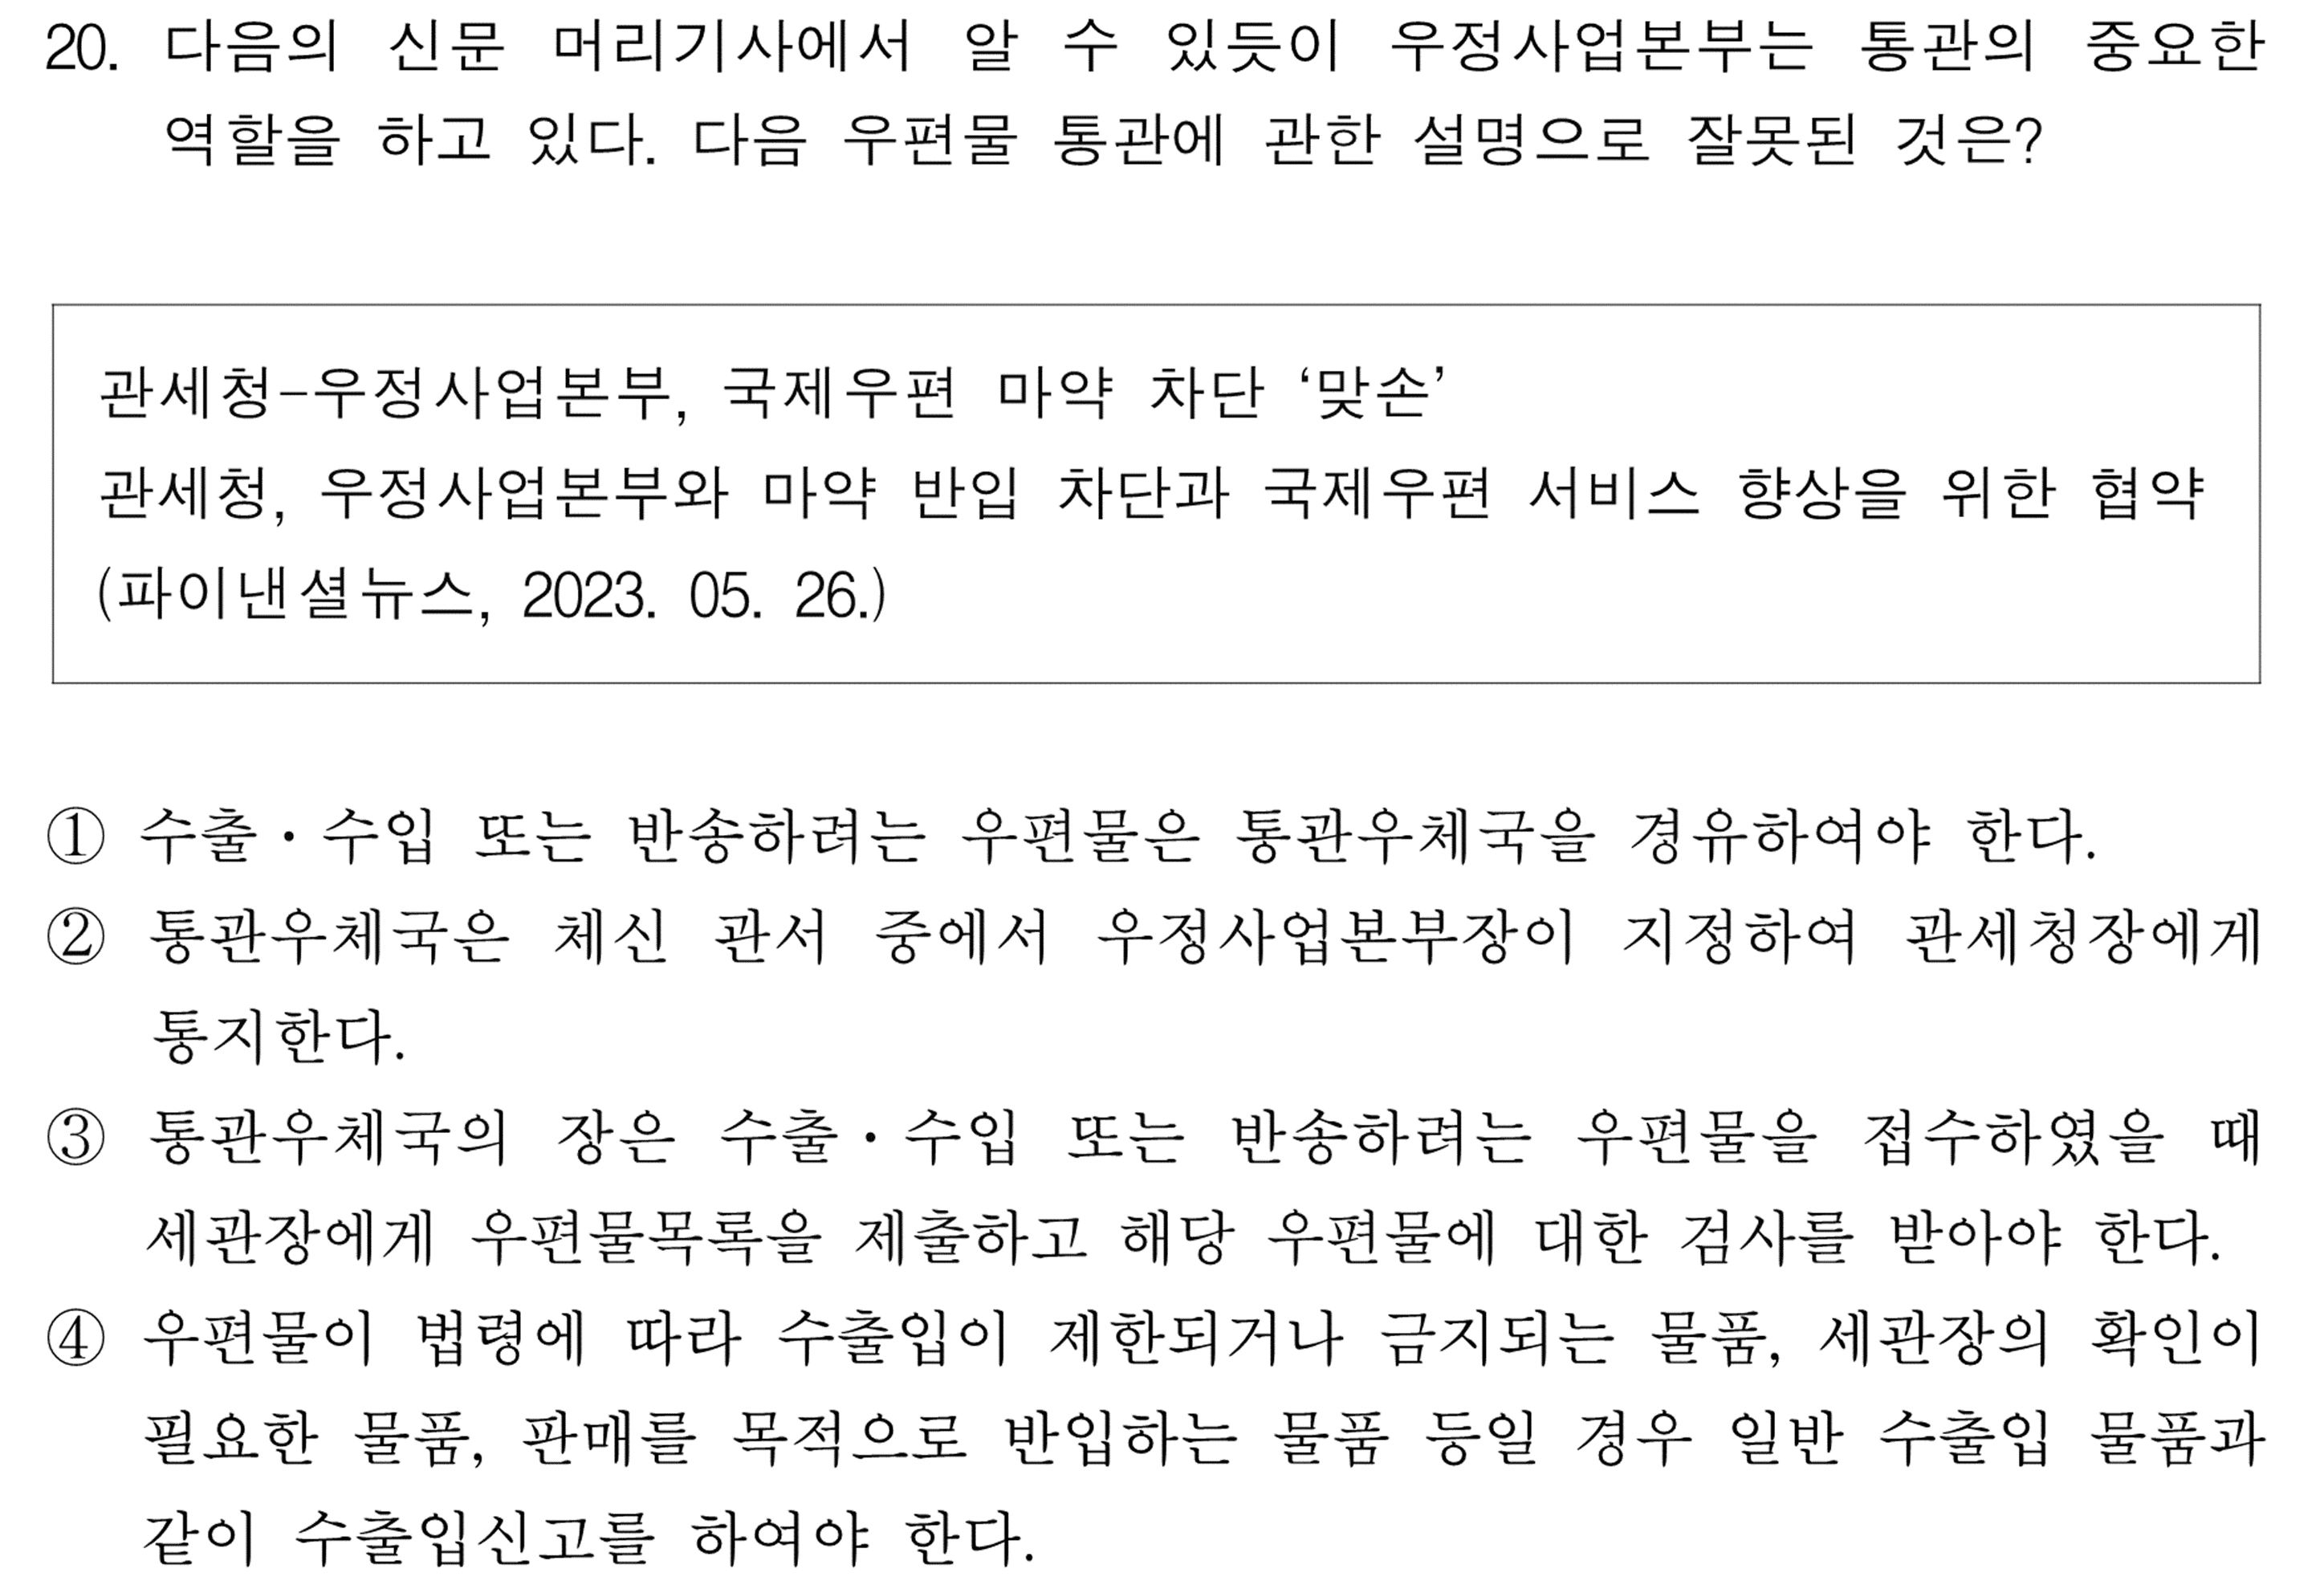 20. 다음의 신문 머리기사에서 알 수 있듯이 우정사업본부는 통관의 중요한
역할을 하고 있다. 다음 우편물 통관에 관한 설명으로 잘못된 것은?
관세청-우정사업본부, 국제우편 마약 차단 ‘맞손’
관세청, 우정사업본부와 마약 반입 차단과 국제우편 서비스 향상을 위한 협약
(파이낸셜뉴스, 2023. 05. 26.)
① 수출·수입 또는 반송하려는 우편물은 통관우체국을 경유하여야 한다.
② 통관우체국은 체신 관서 중에서 우정사업본부장이 지정하여 관세청장에게
통지한다.
③ 통관우체국의 장은 수출·수입 또는 반송하려는 우편물을 접수하였을 때
세관장에게 우편물목록을 제출하고 해당 우편물에 대한 검사를 받아야 한다.
④ 우편물이 법령에 따라 수출입이 제한되거나 금지되는 물품, 세관장의 확인이
필요한 물품, 판매를 목적으로 반입하는 물품 등일 경우 일반 수출입 물품과
같이 수출입신고를 하여야 한다.